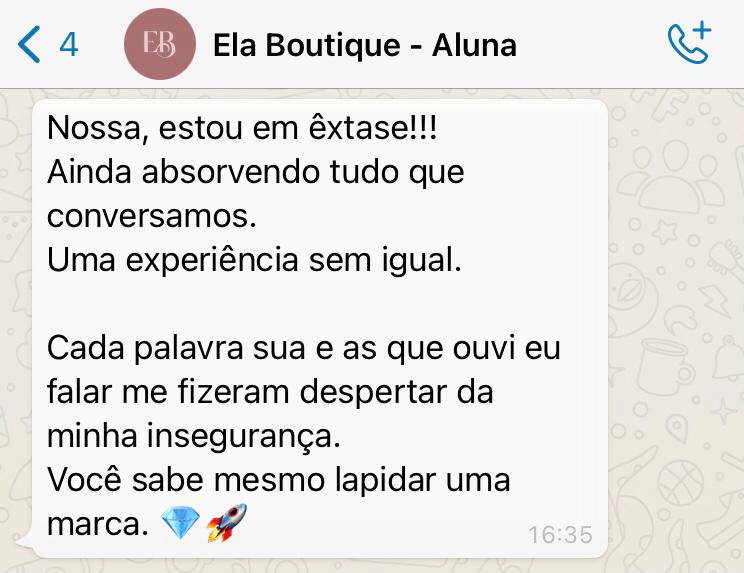 4
EB
Ela Boutique - Aluna
Nossa, estou em êxtase!!!
Ainda absorvendo tudo que
conversamos.
Uma experiência sem igual.
Cada palavra sua e as que ouvi eu
falar me fizeram despertar da
minha insegurança.
Você sabe mesmo lapidar uma
marca. 💎🚀
16:35